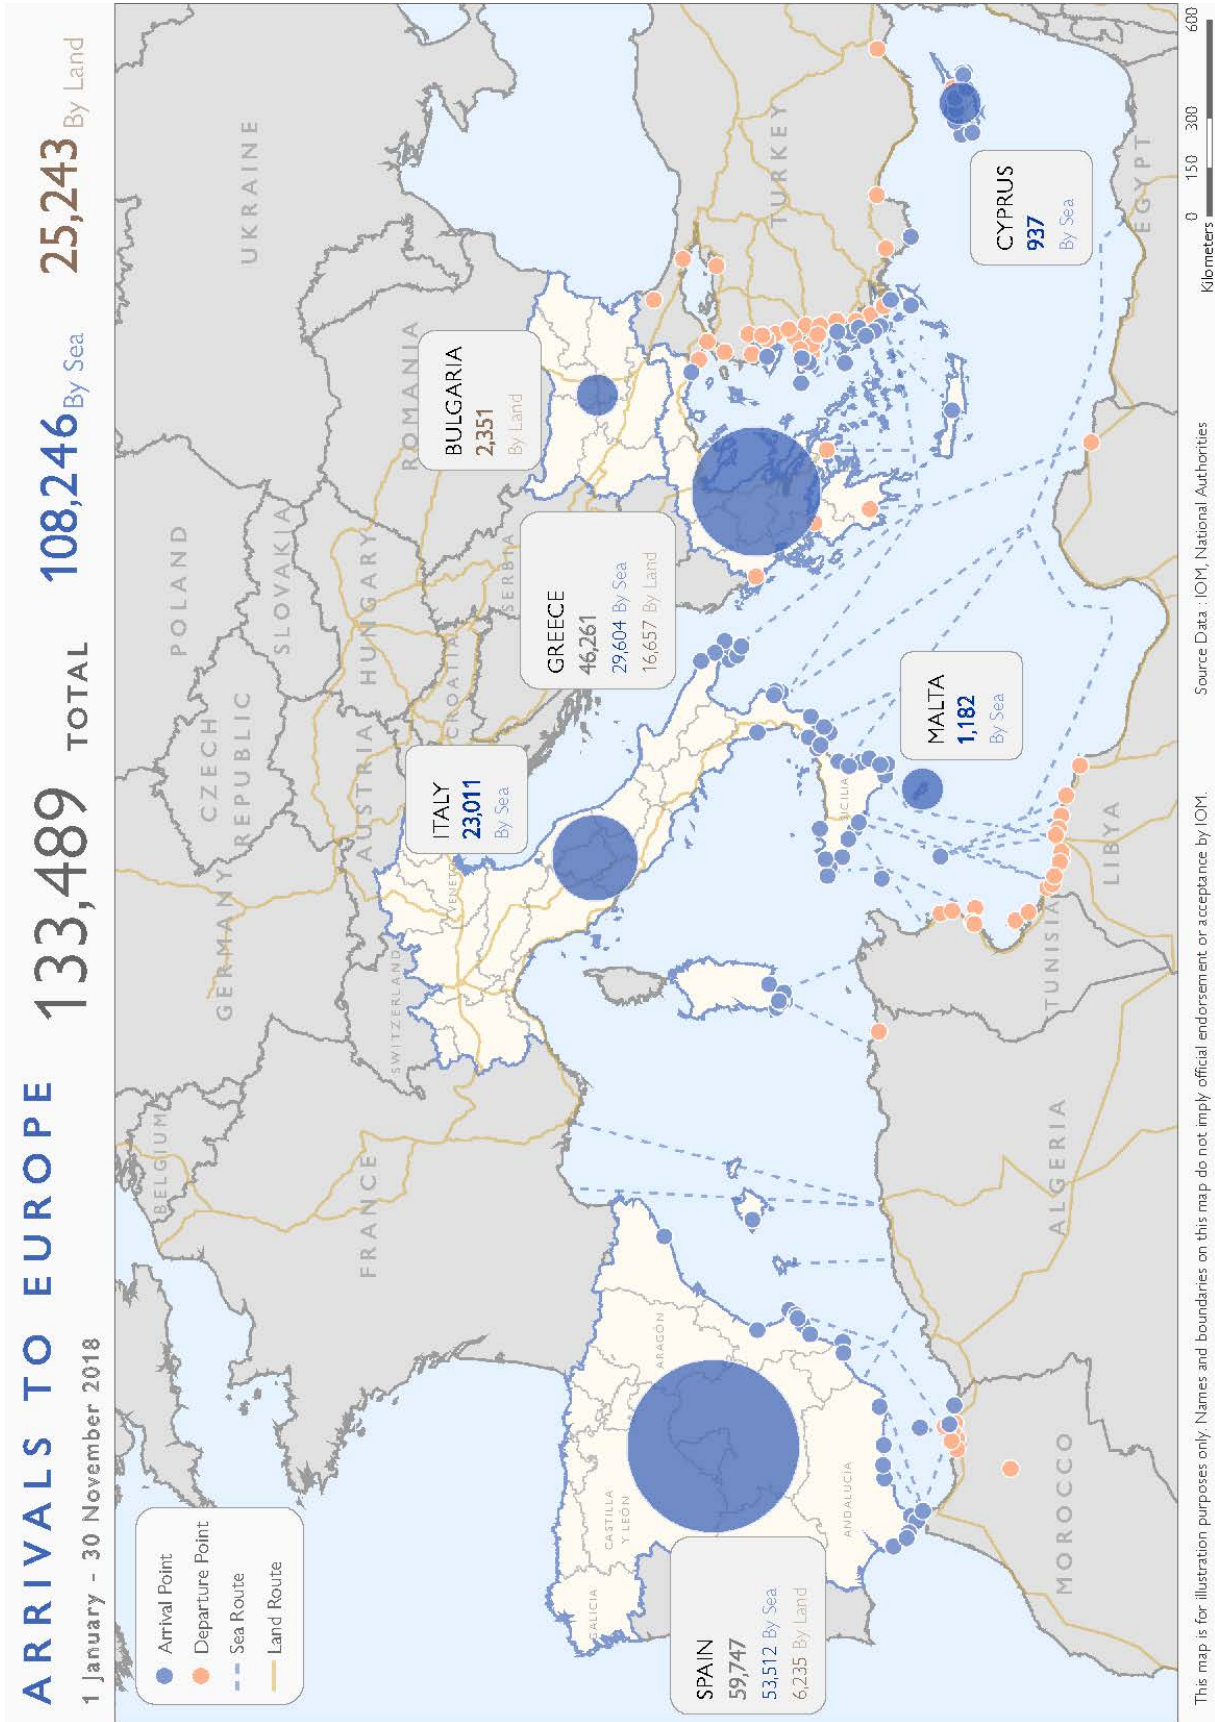 ARRIVALS TO EUROPE 133,489 TOTAL 108,246 By Sea 25,243 By Land
1 January - 30 November 2018
Arrival Point
Departure Point
Sea Route
Land Route
UKRAINE
POLAND
CZECH
REPUBLIC
GERMANY
BELGIUM
SLOVAKIA
ROMANIA
HUNGARY
AUSTRIA
FRANCE
SWITZERLAND
CROATIA
SERBIA
VENETO
BULGARIA
2,351
By Land
ITALY
23,011
By Sea
GREECE
46,261
29,604 By Sea
16,657 By Land
GALICIA
CASTILLA
Y LEÓN
ARAGON
ANDALUCIA
SPAIN
59,747
53,512 By Sea
6,235 By Land
TURKEY
SICILIA
MALTA
1,182
By Sea
CYPRUS
937
By Sea
MOROCCO
ALGERIA
TUNISIA
LIBYA
EGYPT
0 150 300 600
Kilometers
This map is for illustration purposes only. Names and boundaries on this map do not imply official endorsement or acceptance by IOM.
Source Data : IOM, National Authorities